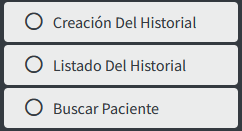 Creación Del Historial
Listado Del Historial
Buscar Paciente